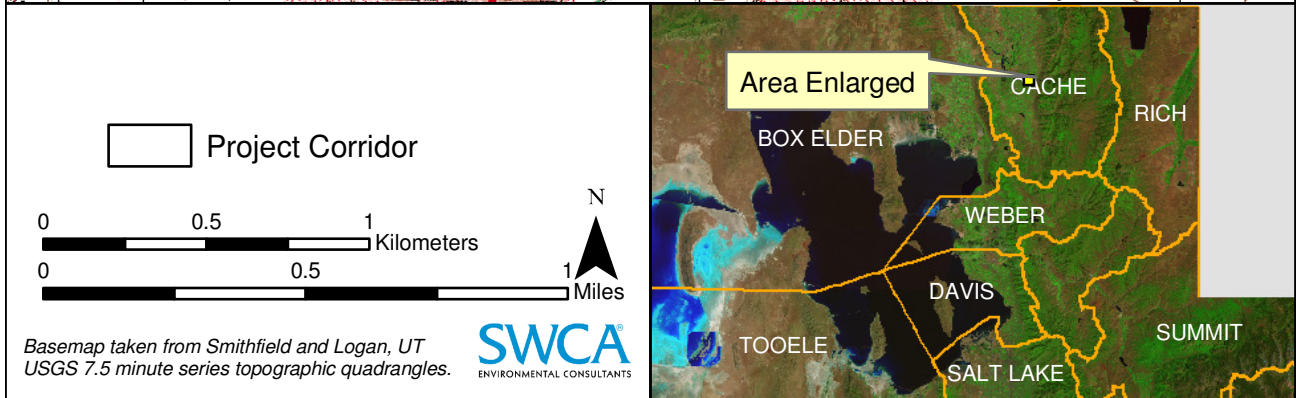 Project Corridor
0 0.5 1
Kilometers
0 0.5 1
Miles
N
Basemap taken from Smithfield and Logan, UT
USGS 7.5 minute series topographic quadrangles.
SWCA®
ENVIRONMENTAL CONSULTANTS
Area Enlarged
CACHE
RICH
BOX ELDER
WEBER
DAVIS
SUMMIT
TOOELE
SALT LAKE